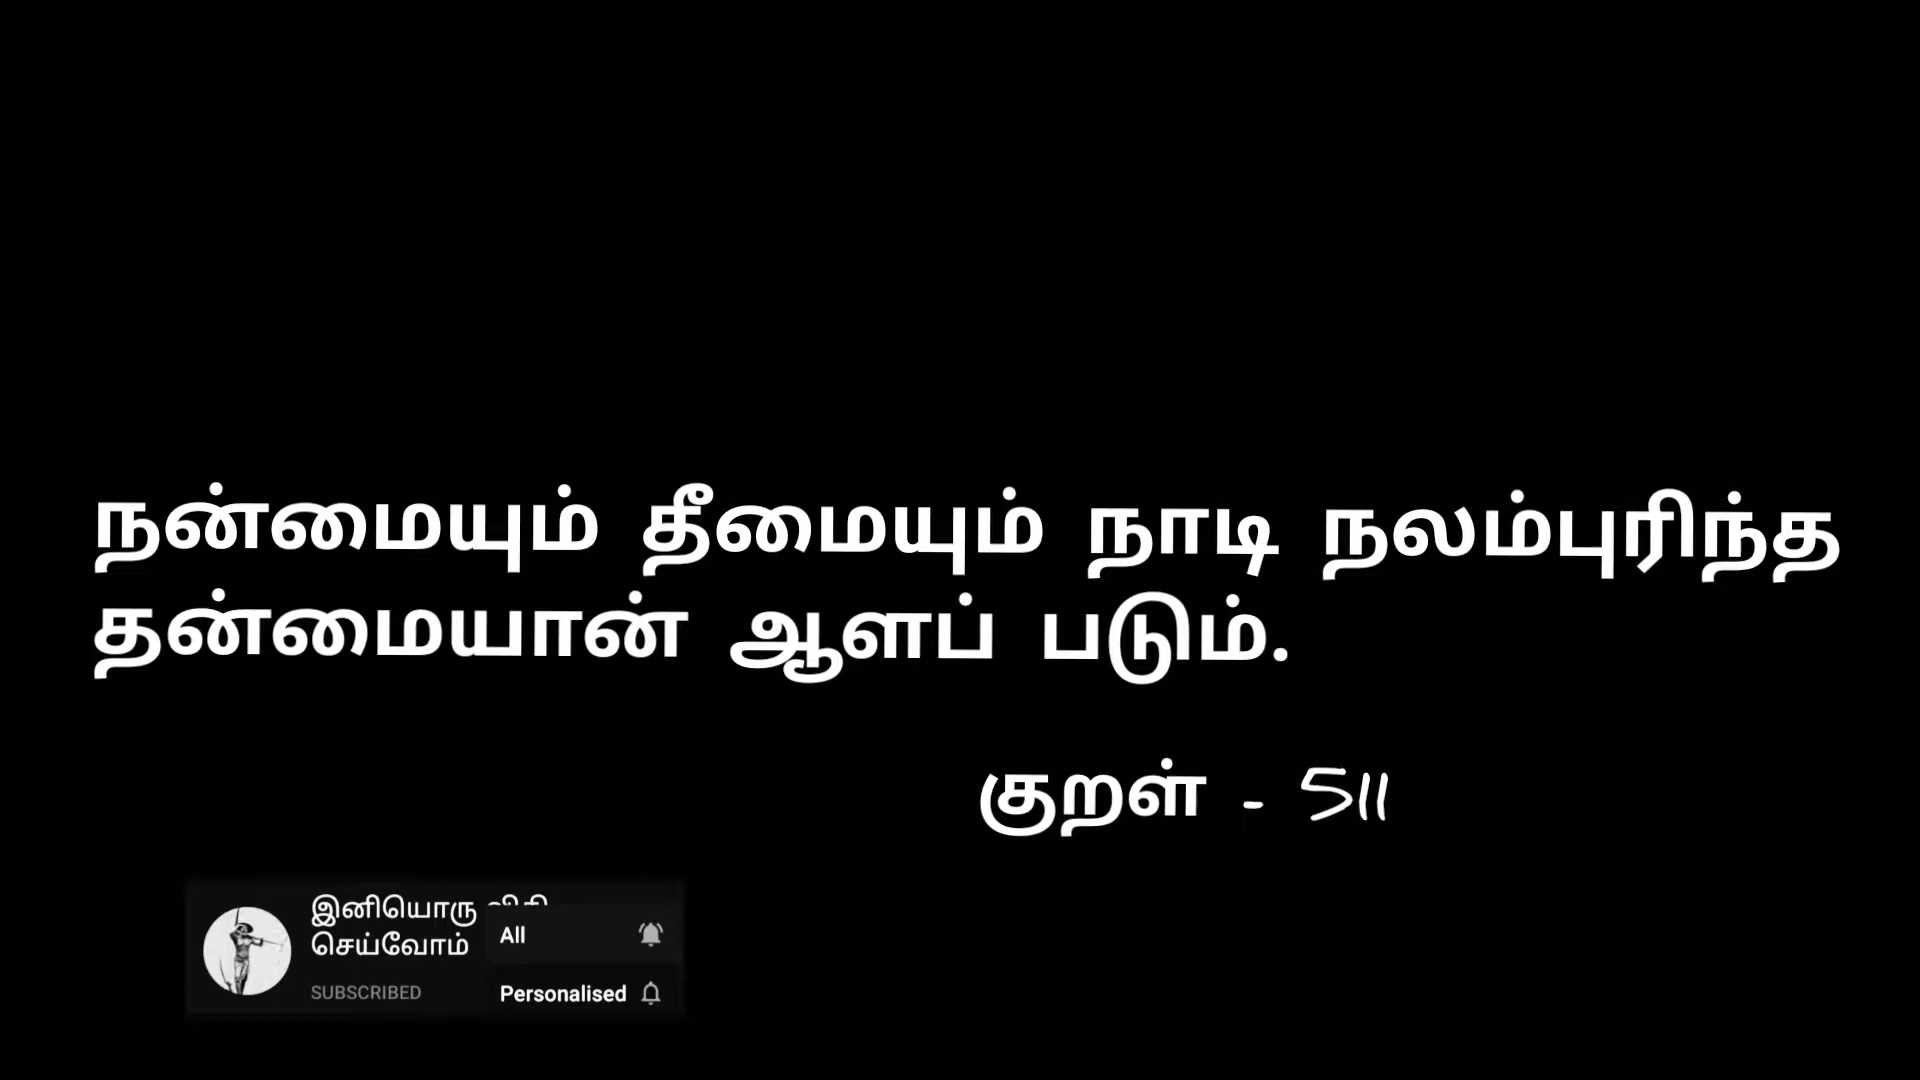 நன்மையும் தீமையும் நாடி நலம்புரிந்த
தன்மையான் ஆளப் படும்.
குறள் - 511
இனியொரு
செய்வோம்
All
SUBSCRIBED
Personalised